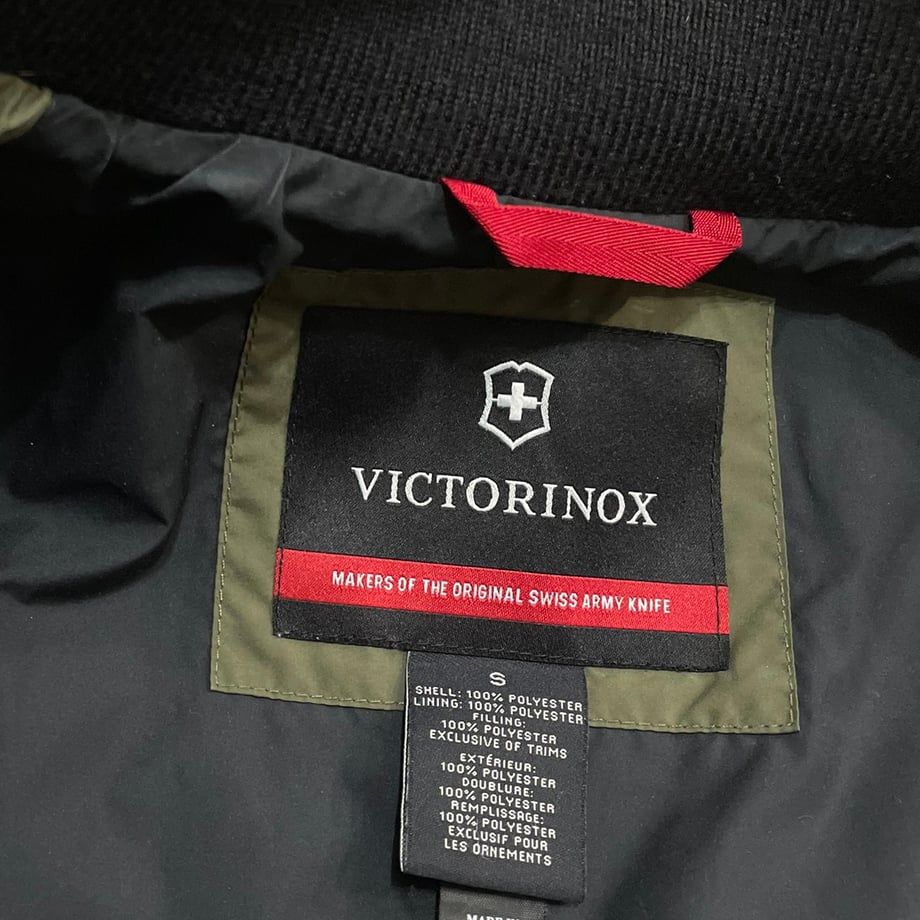 VICTORINOX
MAKERS OF THE ORIGINAL SWISS ARMY KNIFE
S
SHELL: 100% POLYESTER
LINING: 100% POLYESTER
FILLING:
100% POLYESTER
EXCLUSIVE OF TRIMS
EXTÉRIEUR:
100% POLYESTER
DOUBLURE:
100% POLYESTER
REMPLISSAGE:
100% POLYESTER
EXCLUSIF POUR
LES ORNEMENTS